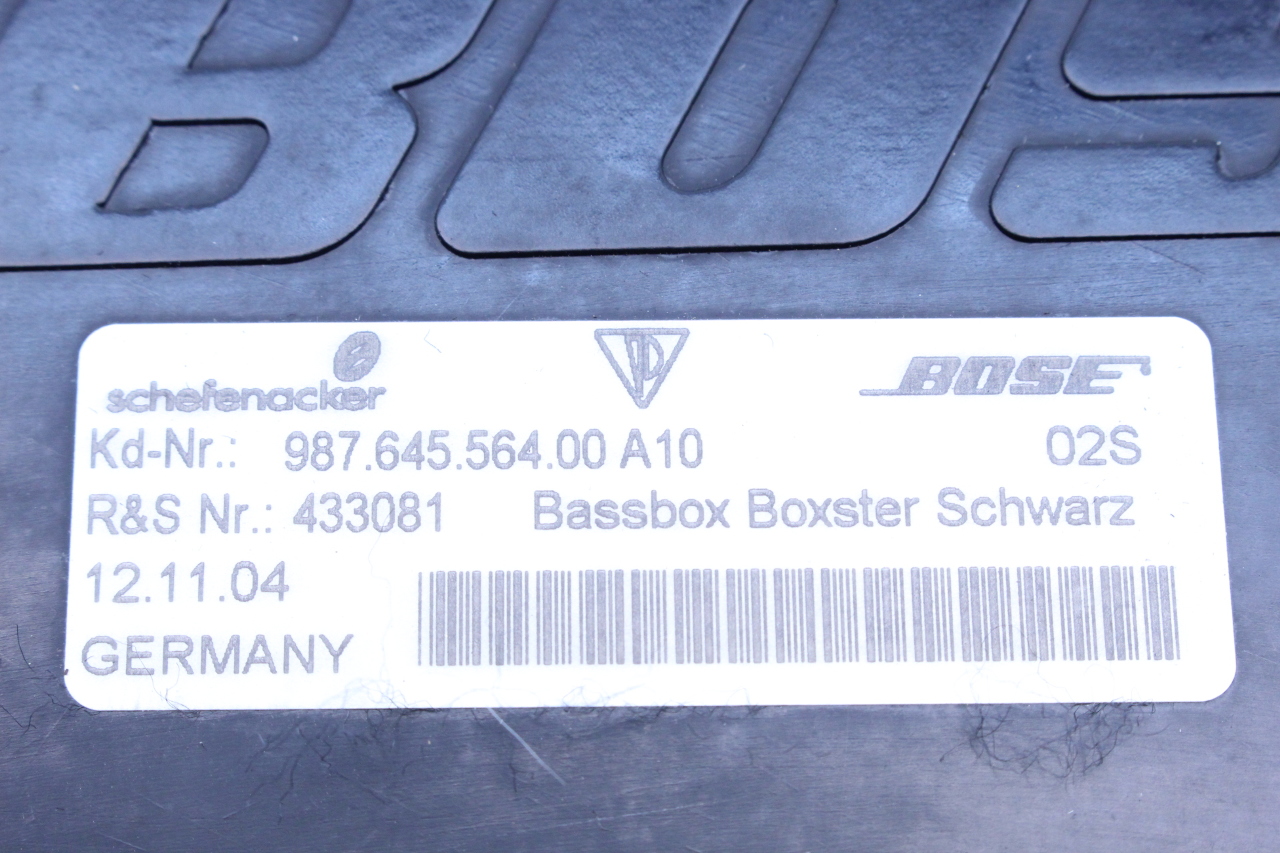 BOS
schefenacker
BOSE
Kd-Nr.: 987.645.564.00 A10 02S
R&S Nr.: 433081 Bassbox Boxster Schwarz
12.11.04
GERMANY